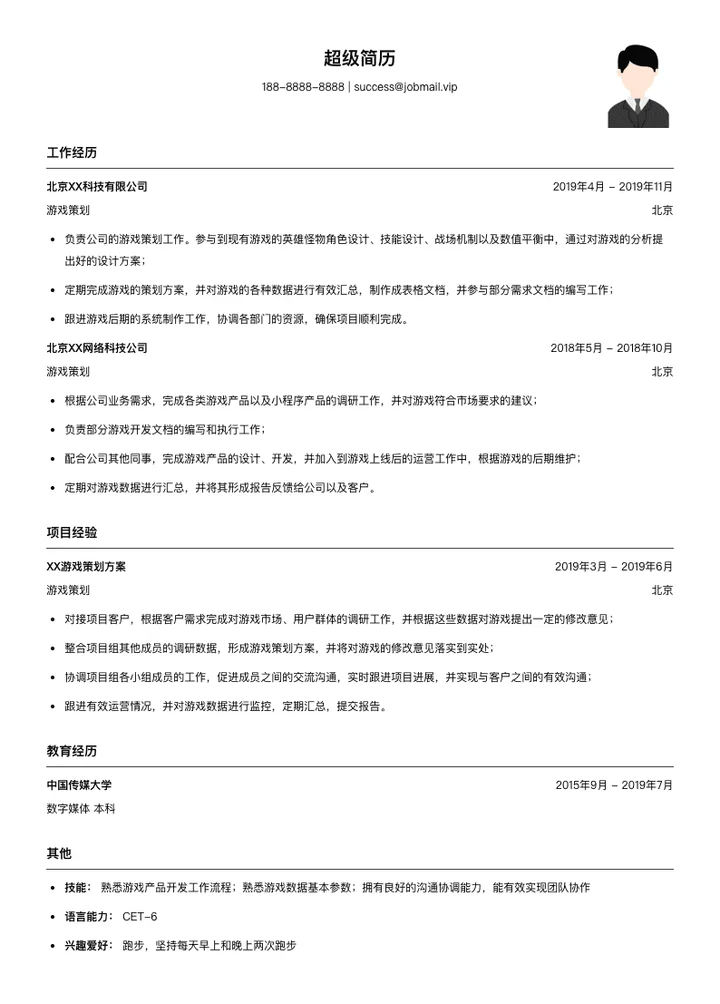 超级简历
188-8888-8888 | success@jobmail.vip
工作经历
北京XX科技有限公司 2019年4月 – 2019年11月
游戏策划 北京
• 负责公司的游戏策划工作。参与到现有游戏的英雄怪物角色设计、技能设计、战场机制以及数值平衡中，通过对游戏的分析提
出好的设计方案；
• 定期完成游戏的策划方案，并对游戏的各种数据进行有效汇总，制作成表格文档，并参与部分需求文档的编写工作；
• 跟进游戏后期的系统制作工作，协调各部门的资源，确保项目顺利完成。
北京XX网络科技公司 2018年5月 – 2018年10月
游戏策划 北京
• 根据公司业务需求，完成各类游戏产品以及小程序产品的调研工作，并对游戏符合市场要求的建议；
• 负责部分游戏开发文档的编写和执行工作；
• 配合公司其他同事，完成游戏产品的设计、开发，并加入到游戏上线后的运营工作中，根据游戏的后期维护；
• 定期对游戏数据进行汇总，并将其形成报告反馈给公司以及客户。
项目经验
XX游戏策划方案 2019年3月 – 2019年6月
游戏策划 北京
• 对接项目客户，根据客户需求完成对游戏市场、用户群体的调研工作，并根据这些数据对游戏提出一定的修改意见；
• 整合项目组其他成员的调研数据，形成游戏策划方案，并将对游戏的修改意见落实到实处；
• 协调项目组各小组成员的工作，促进成员之间的交流沟通，实时跟进项目进展，并实现与客户之间的有效沟通；
• 跟进有效运营情况，并对游戏数据进行监控，定期汇总，提交报告。
教育经历
中国传媒大学 2015年9月 – 2019年7月
数字媒体 本科
其他
• 技能： 熟悉游戏产品开发工作流程；熟悉游戏数据基本参数；拥有良好的沟通协调能力，能有效实现团队协作
• 语言能力： CET-6
• 兴趣爱好： 跑步，坚持每天早上和晚上两次跑步